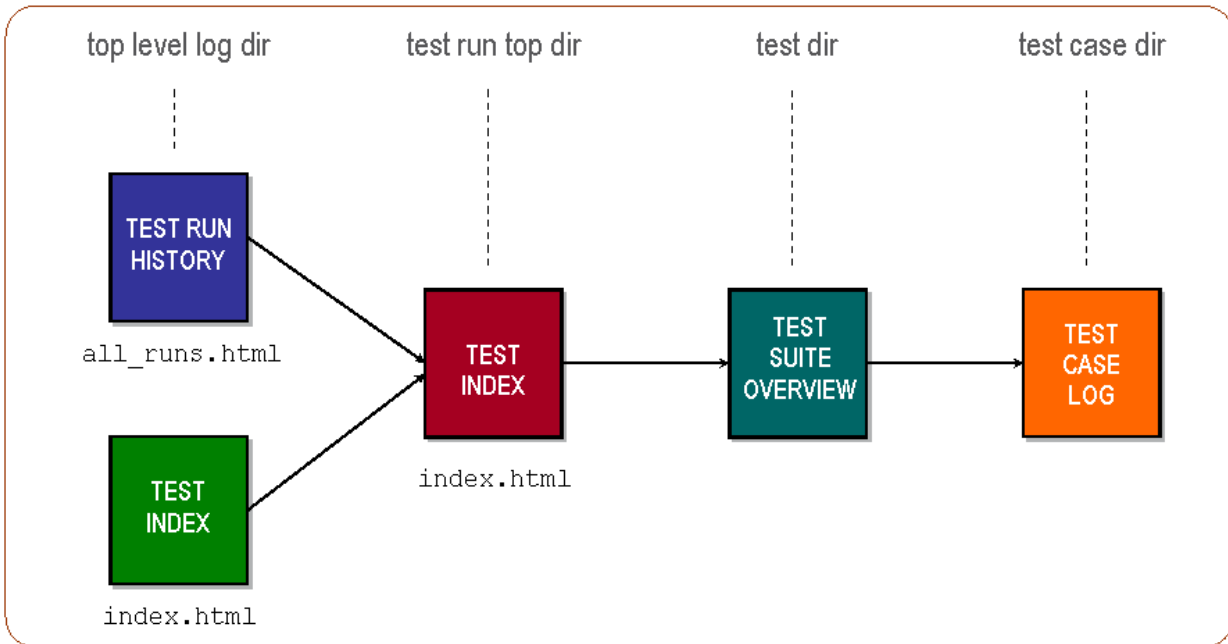 top level log dir
test run top dir
test dir
test case dir
TEST RUN
HISTORY
all_runs.html
TEST
INDEX
index.html
TEST
INDEX
index.html
TEST
SUITE
OVERVIEW
TEST
CASE
LOG